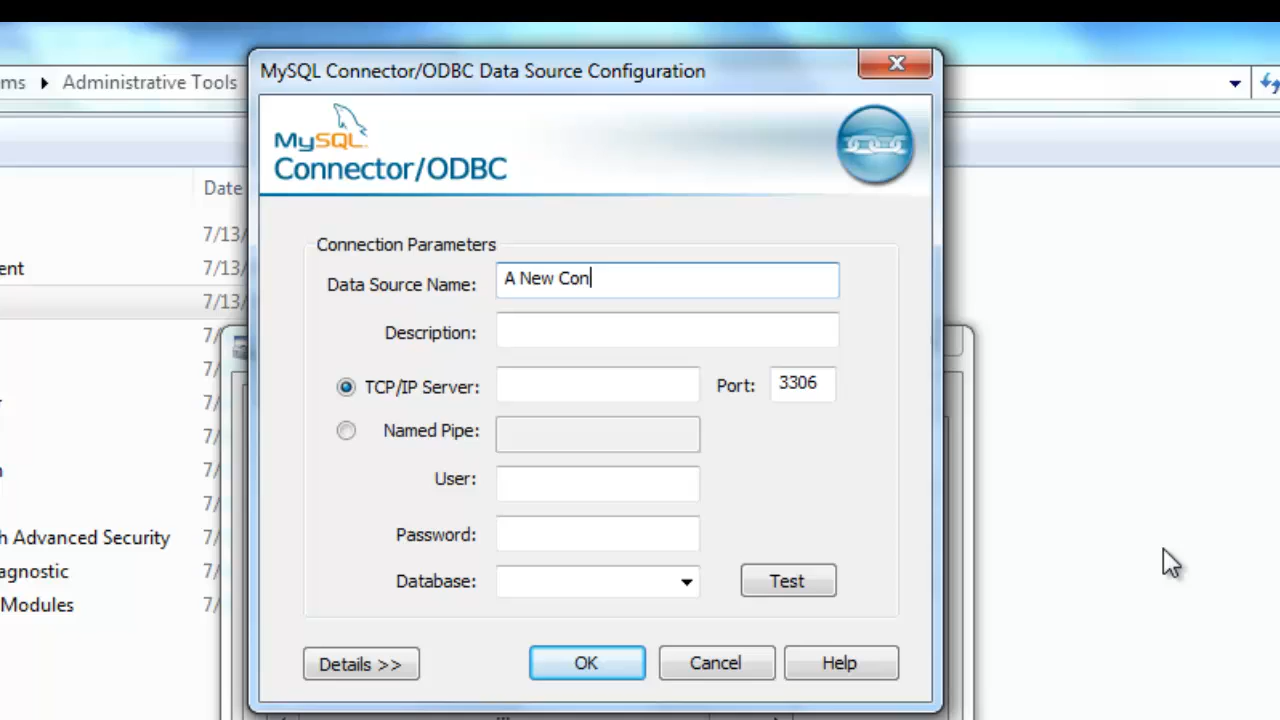 ms ▶ Administrative Tools
MySQL Connector/ODBC Data Source Configuration
MySQL
Connector/ODBC
Date
7/13/
ent 7/13/
7/13/
7/
7/
7/
7/
7/
7/
h Advanced Security 7/
agnostic 7/
Modules 7/
Connection Parameters
Data Source Name: A New Con
Description:
TCP/IP Server: Port: 3306
Named Pipe:
User:
Password:
Database: Test
Details >> OK Cancel Help